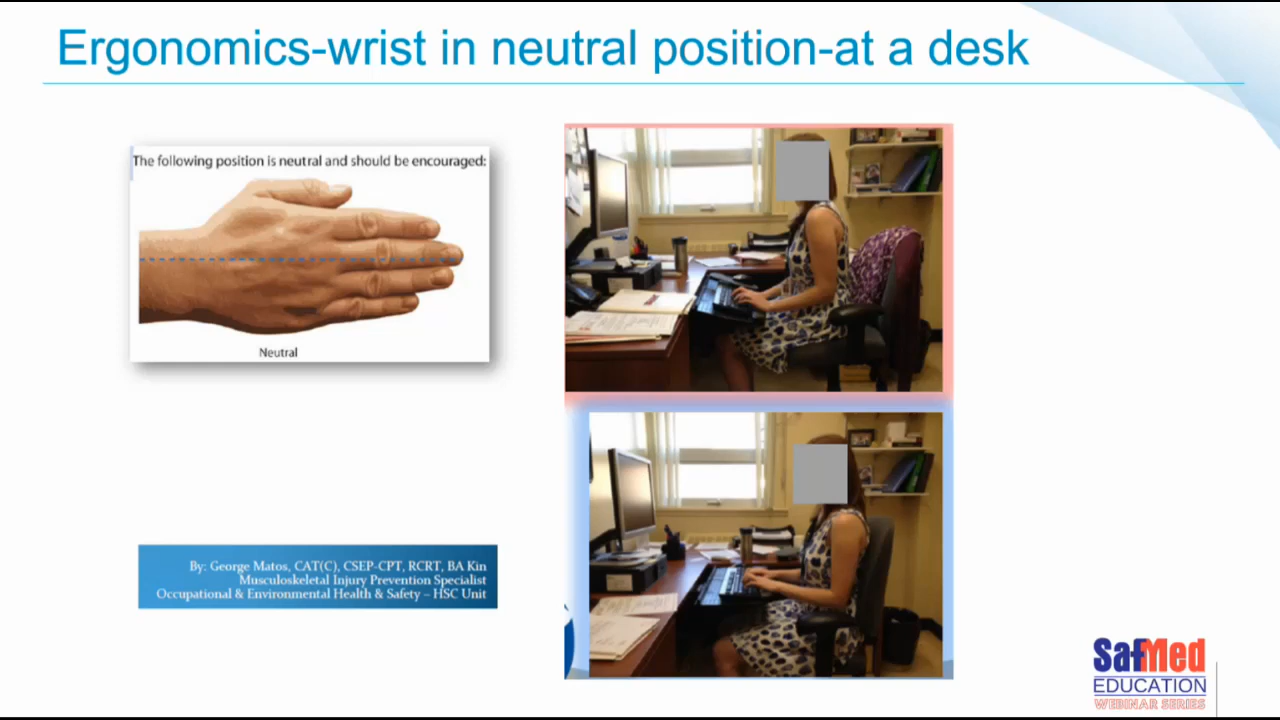 Ergonomics-wrist in neutral position-at a desk
The following position is neutral and should be encouraged:
Neutral
By: George Matos, CAT(C), CSEP-CPT, RCRT, BA Kin
Musculoskeletal Injury Prevention Specialist
Occupational & Environmental Health & Safety – HSC Unit
SafMed
EDUCATION
WEBINAR SERIES